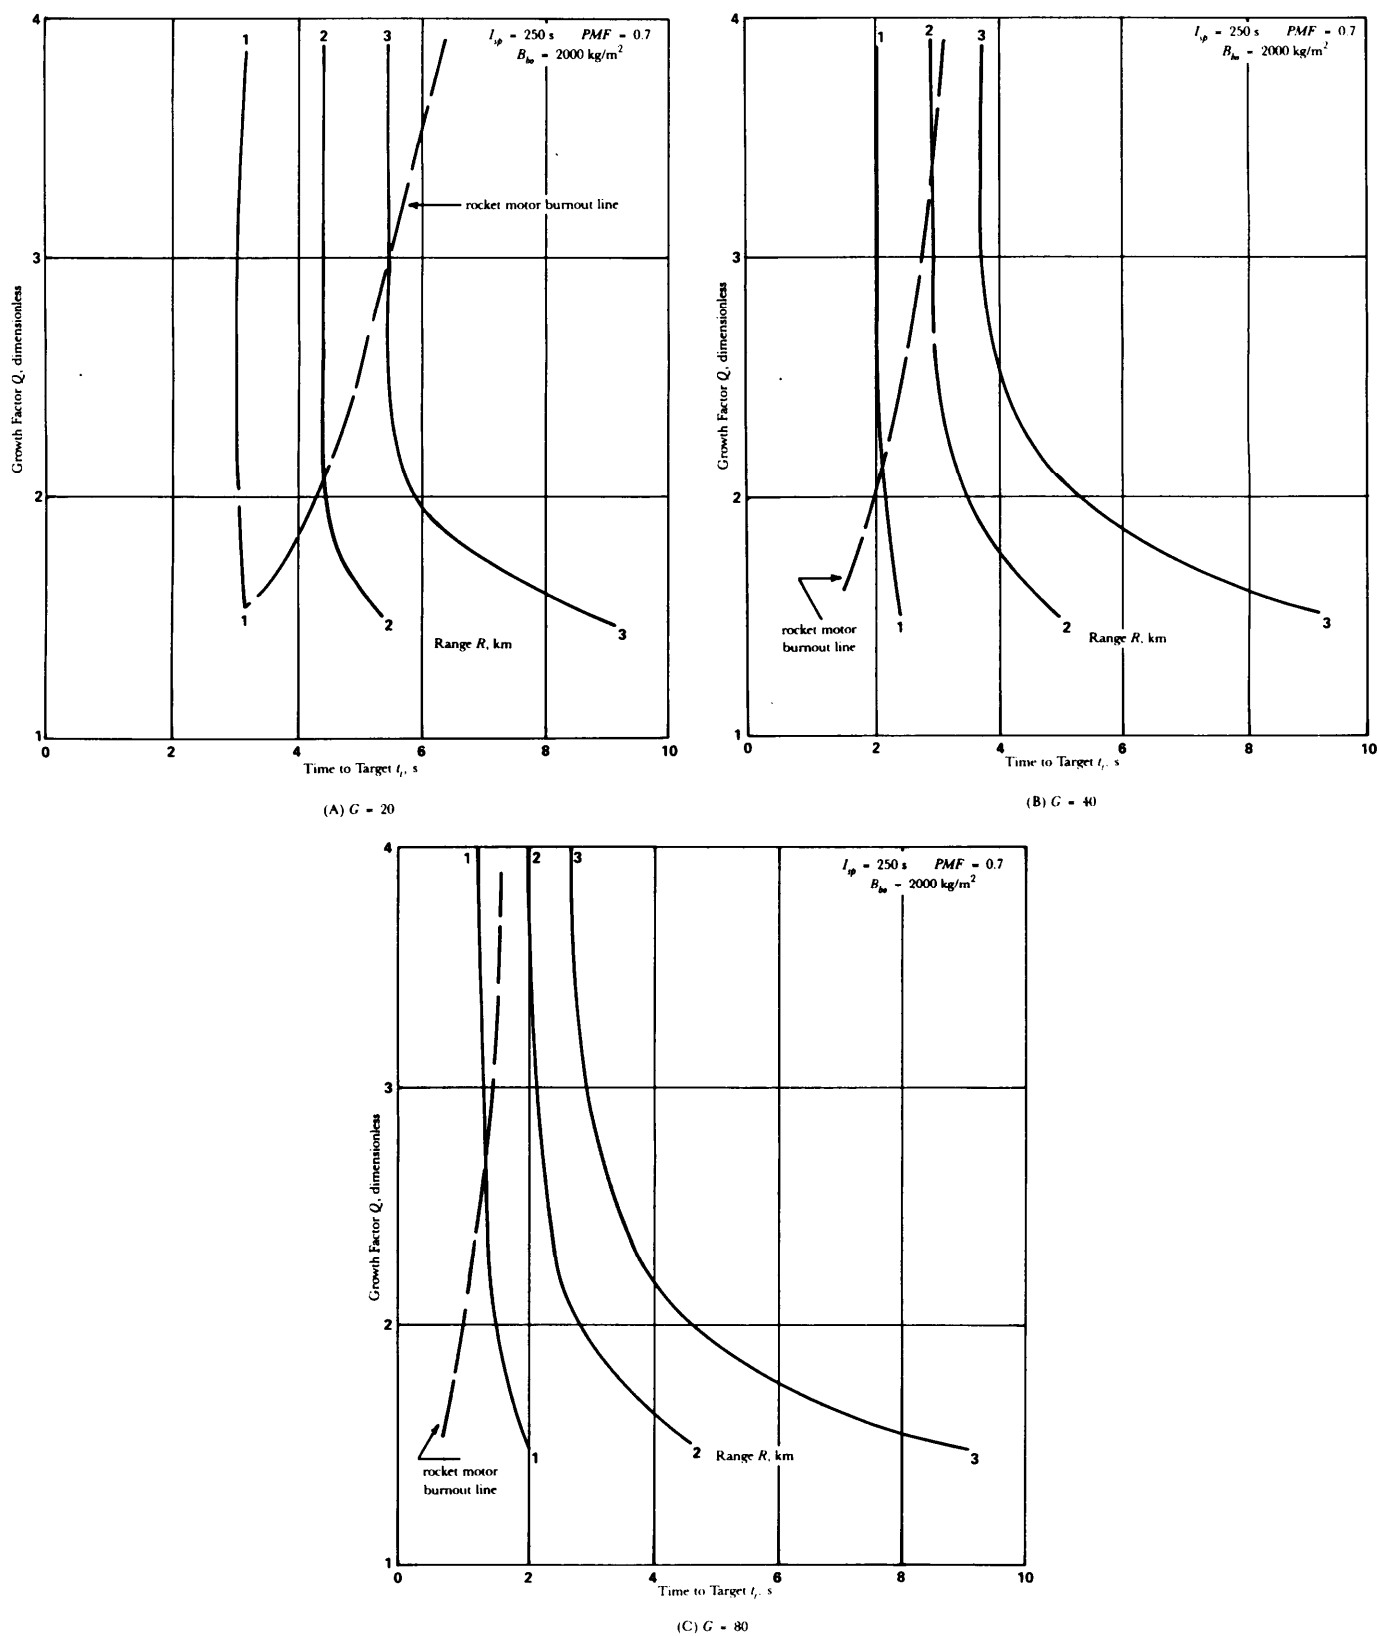 4
1
2
3
I_sp = 250 s PMF = 0.7
B_bo = 2000 kg/m²
rocket motor burnout line
3
Growth Factor Q, dimensionless
2
1
2
3
Range R, km
1
0 2 4 6 8 10
Time to Target t_t, s
(A) G = 20
4
1
2
3
I_sp = 250 s PMF = 0.7
B_bo = 2000 kg/m²
3
Growth Factor Q, dimensionless
2
rocket motor
burnout line
1
2
Range R, km
3
1
0 2 4 6 8 10
Time to Target t_t, s
(B) G = 40
4
1
2
3
I_sp = 250 s PMF = 0.7
B_bo = 2000 kg/m²
3
Growth Factor Q, dimensionless
2
1
2
Range R, km
3
rocket motor
burnout line
1
0 2 4 6 8 10
Time to Target t_t, s
(C) G = 80